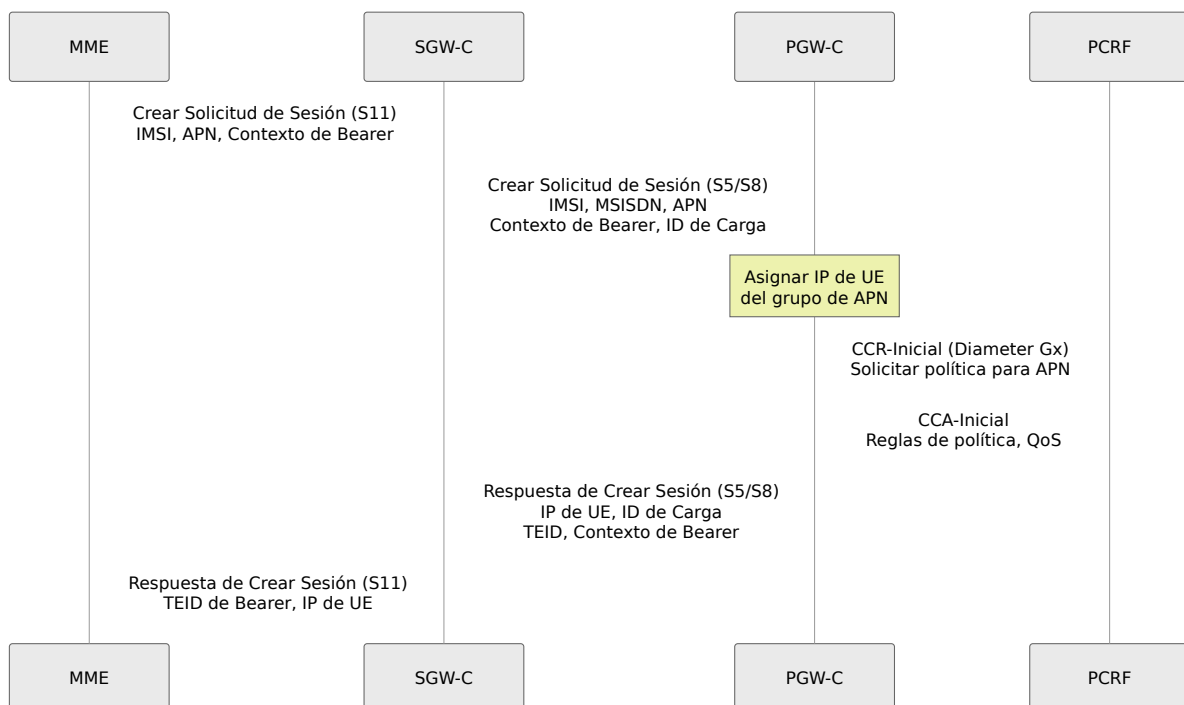 MME
SGW-C
PGW-C
PCRF
Crear Solicitud de Sesión (S11)
IMSI, APN, Contexto de Bearer
Crear Solicitud de Sesión (S5/S8)
IMSI, MSISDN, APN
Contexto de Bearer, ID de Carga
Asignar IP de UE
del grupo de APN
CCR-Inicial (Diameter Gx)
Solicitar política para APN
CCA-Inicial
Reglas de política, QoS
Respuesta de Crear Sesión (S5/S8)
IP de UE, ID de Carga
TEID, Contexto de Bearer
Respuesta de Crear Sesión (S11)
TEID de Bearer, IP de UE
MME
SGW-C
PGW-C
PCRF